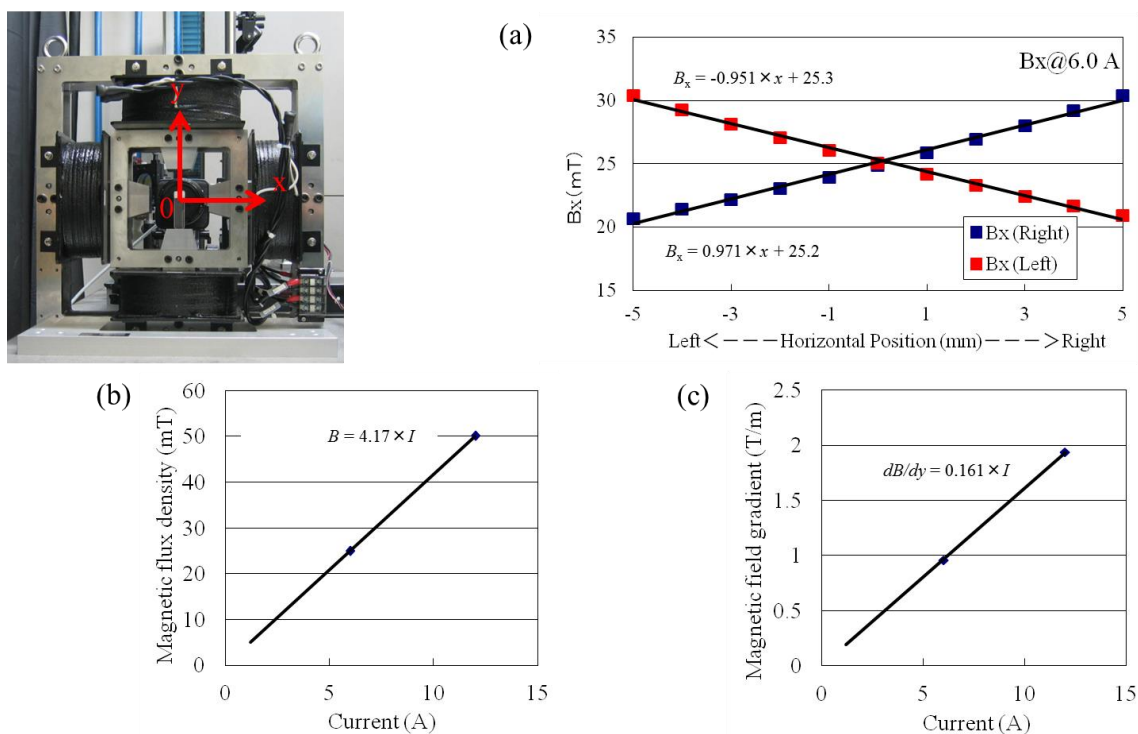 y
x
0
(a)
Bx@6.0 A
Bx (mT)
35
30
25
20
15
Bₓ = -0.951×x + 25.3
Bₓ = 0.971×x + 25.2
Bx (Right)
Bx (Left)
-5 -3 -1 1 3 5
Left<−−−−Horizontal Position (mm) −−−>Right
(b)
Magnetic flux density (mT)
60
50
40
30
20
10
0
B = 4.17×I
0 5 10 15
Current (A)
(c)
Magnetic field gradient (T/m)
2.5
2
1.5
1
0.5
0
dB/dy = 0.161×I
0 5 10 15
Current (A)